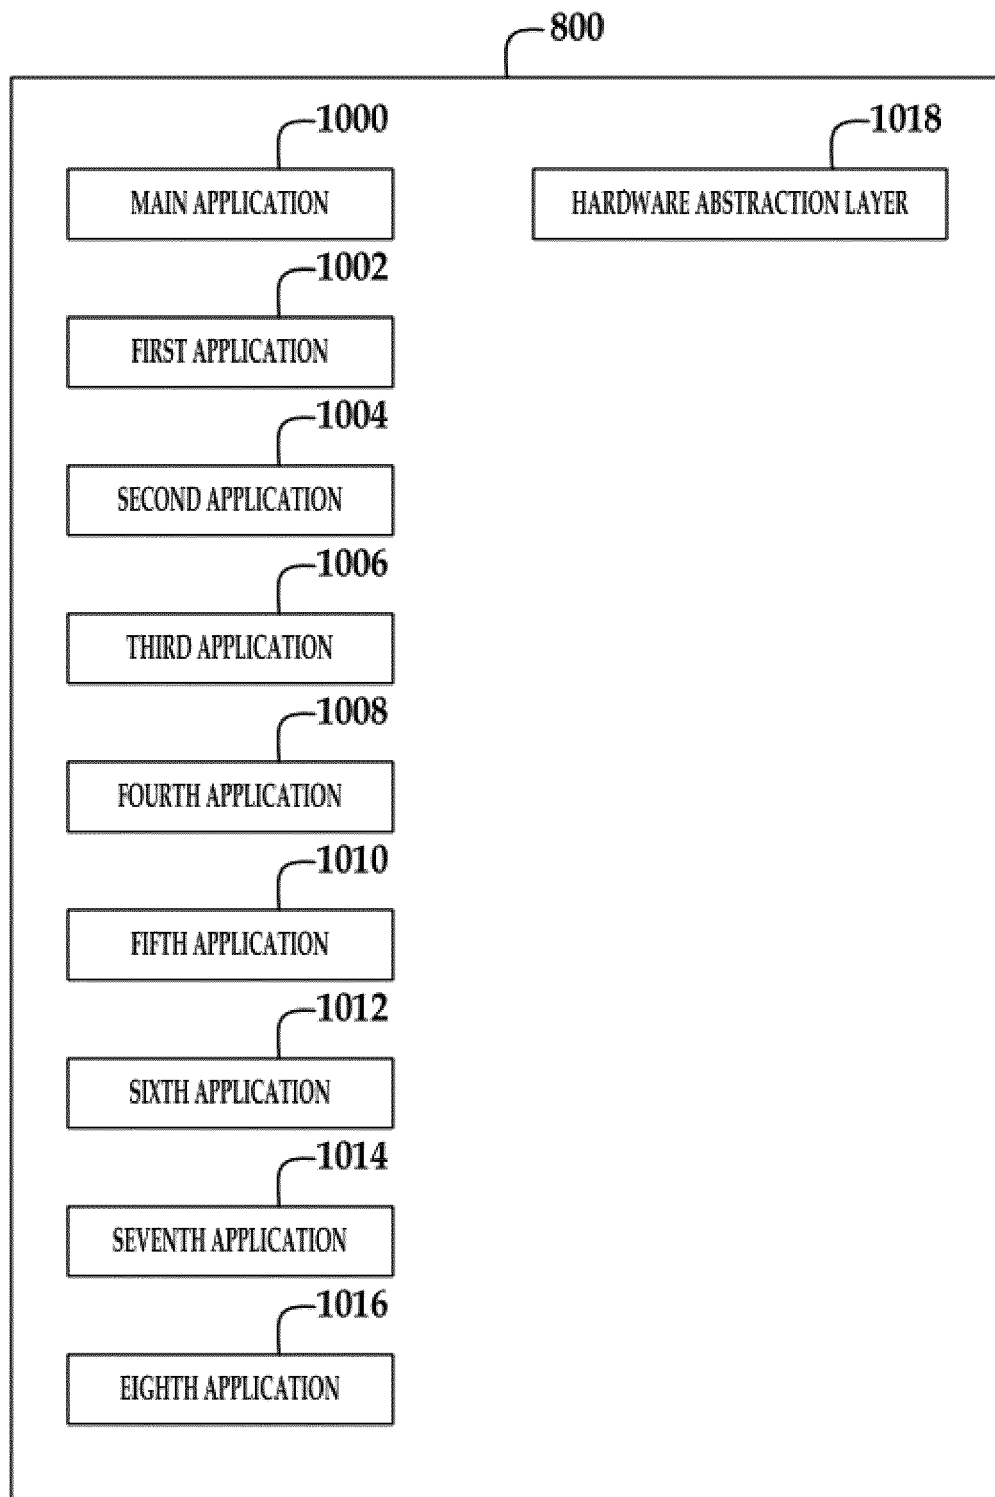 800
1000
1018
MAIN APPLICATION
HARDWARE ABSTRACTION LAYER
1002
FIRST APPLICATION
1004
SECOND APPLICATION
1006
THIRD APPLICATION
1008
FOURTH APPLICATION
1010
FIFTH APPLICATION
1012
SIXTH APPLICATION
1014
SEVENTH APPLICATION
1016
EIGHTH APPLICATION